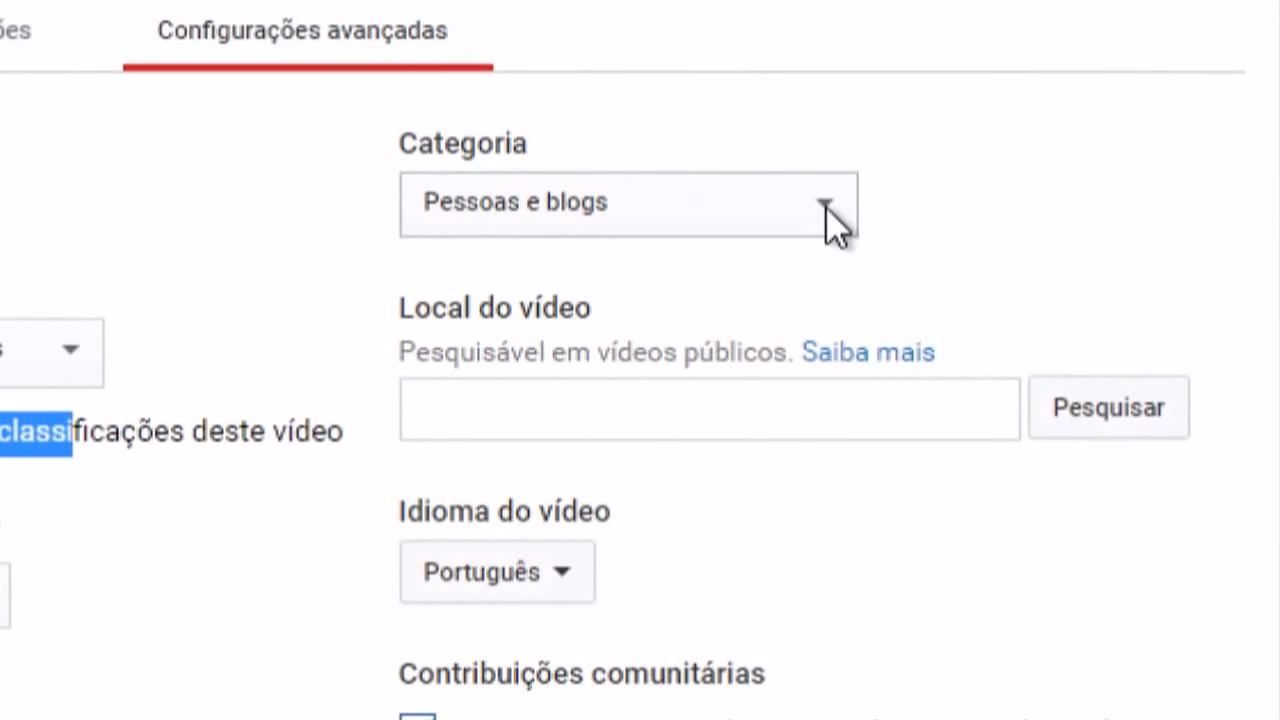 ões
Configurações avançadas
Categoria
Pessoas e blogs
Local do vídeo
Pesquisável em vídeos públicos. Saiba mais
Pesquisar
s
classificações deste vídeo
Idioma do vídeo
Português
Contribuições comunitárias